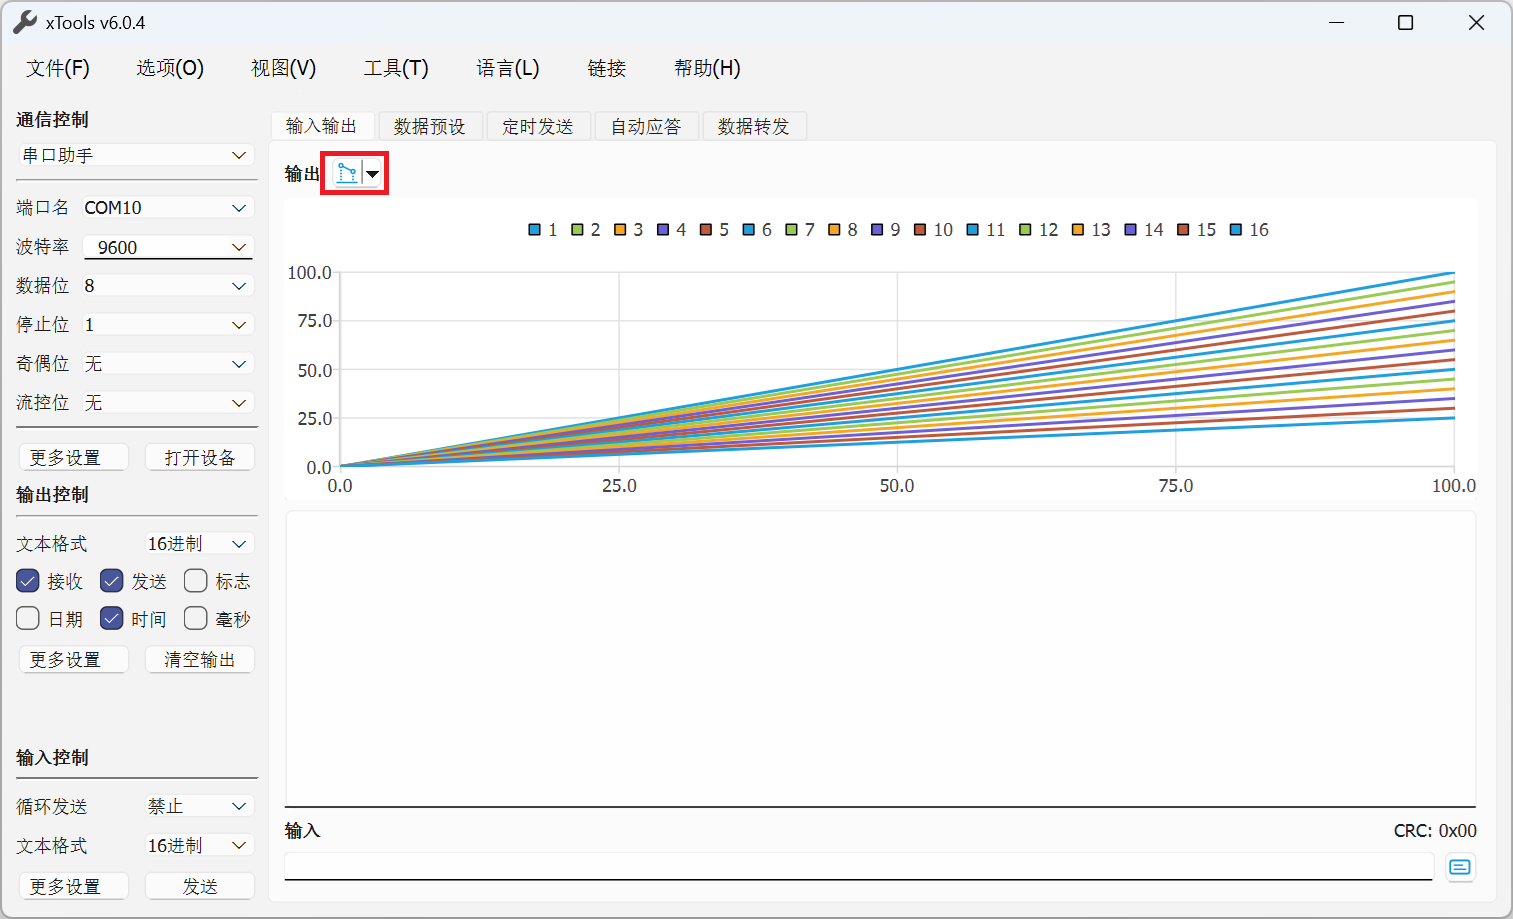 xTools v6.0.4
文件(F) 选项(O) 视图(V) 工具(T) 语言(L) 链接 帮助(H)
通信控制
串口助手
端口名 COM10
波特率 9600
数据位 8
停止位 1
奇偶位 无
流控位 无
更多设置 打开设备
输出控制
文本格式 16进制
接收 发送 标志
日期 时间 毫秒
更多设置 清空输出
输入控制
循环发送 禁止
文本格式 16进制
更多设置 发送
输入输出 数据预设 定时发送 自动应答 数据转发
输出
1 2 3 4 5 6 7 8 9 10 11 12 13 14 15 16
100.0
75.0
50.0
25.0
0.0
0.0 25.0 50.0 75.0 100.0
输入 CRC: 0x00